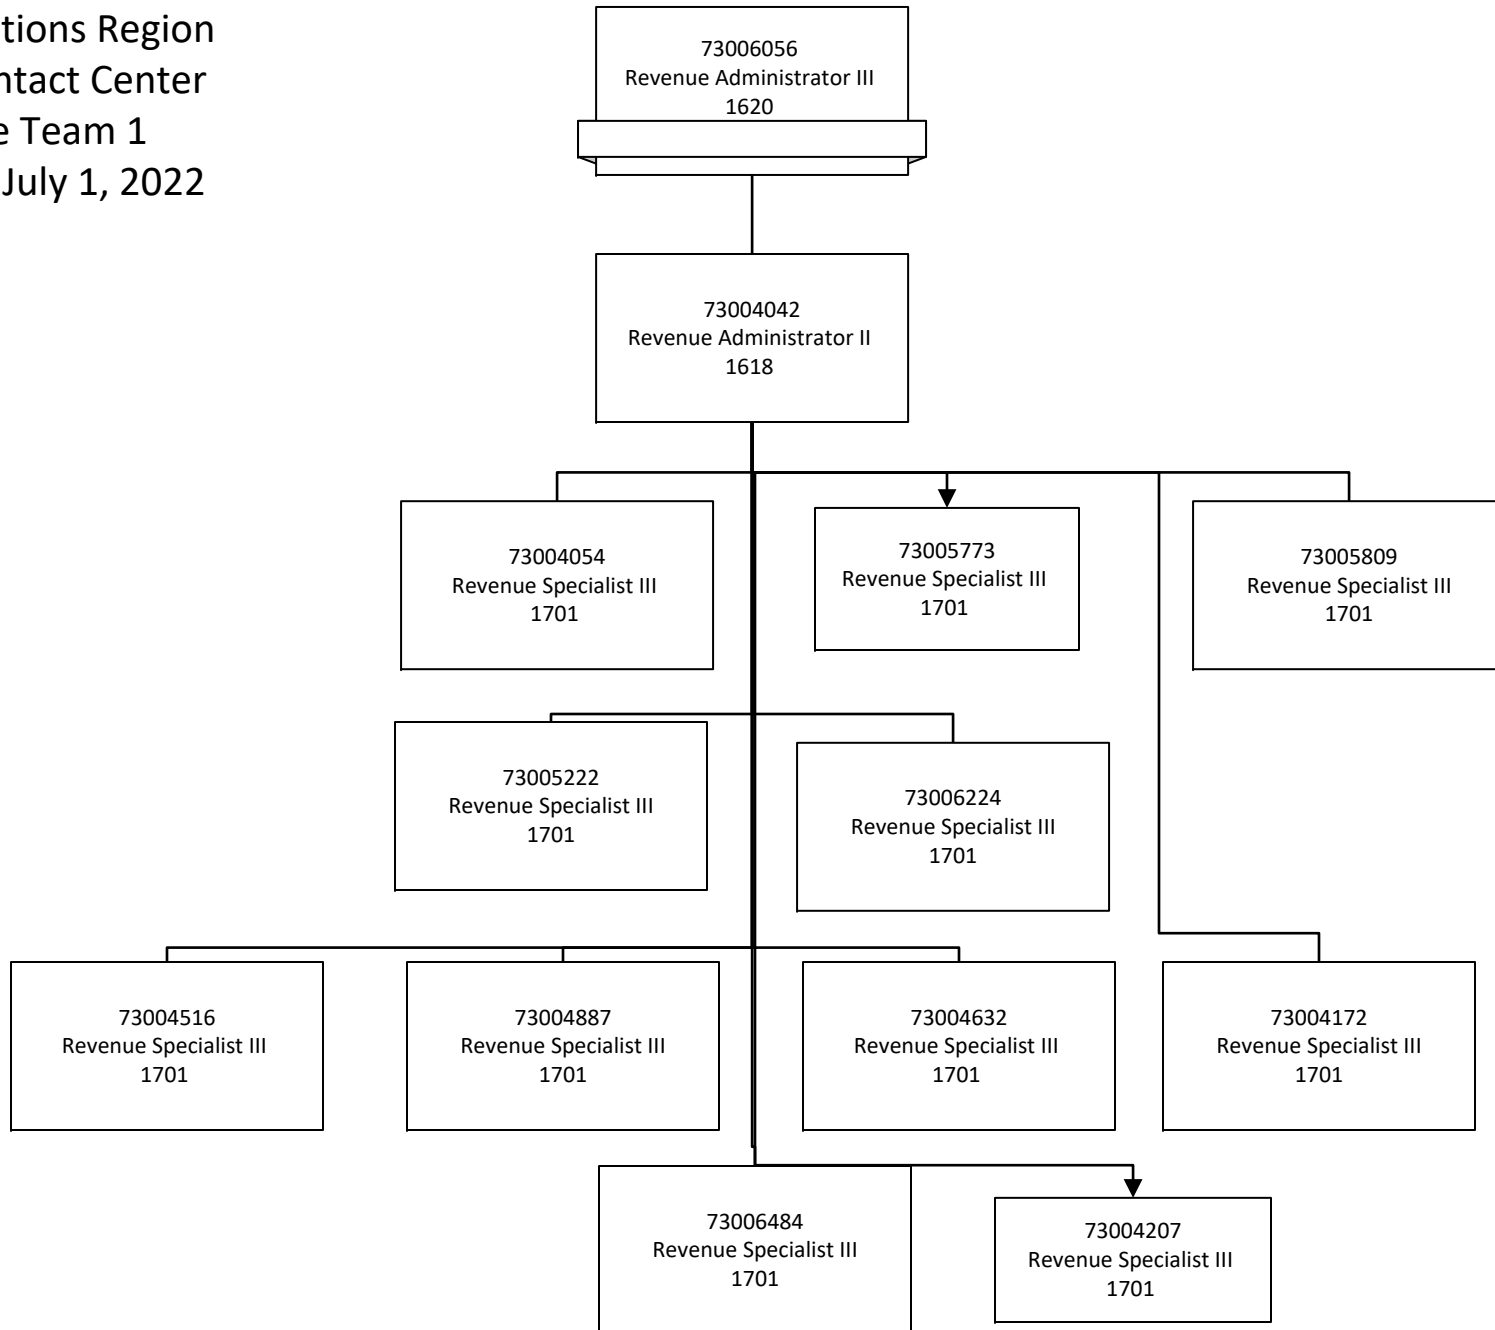 tions Region
ntact Center
e Team 1
July 1, 2022
73006056
Revenue Administrator III
1620
73004042
Revenue Administrator II
1618
73004054
Revenue Specialist III
1701
73005773
Revenue Specialist III
1701
73005809
Revenue Specialist III
1701
73005222
Revenue Specialist III
1701
73006224
Revenue Specialist III
1701
73004516
Revenue Specialist III
1701
73004887
Revenue Specialist III
1701
73004632
Revenue Specialist III
1701
73004172
Revenue Specialist III
1701
73006484
Revenue Specialist III
1701
73004207
Revenue Specialist III
1701